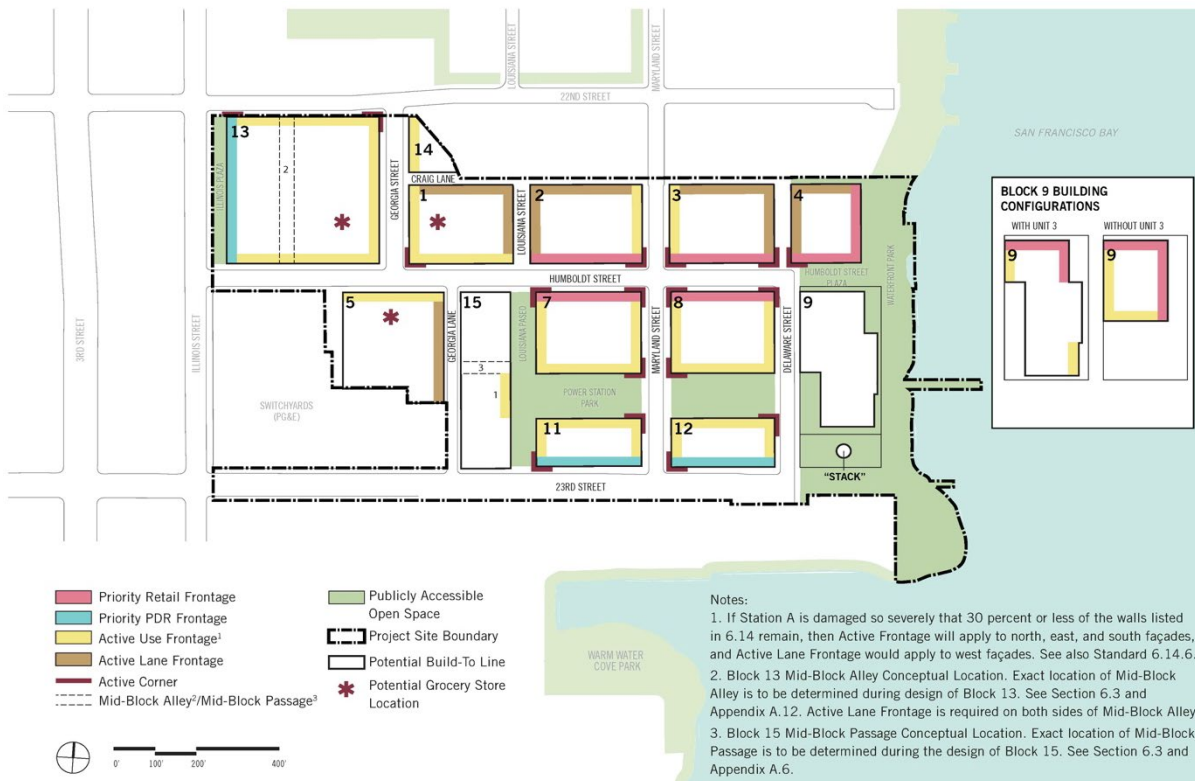 LOUISIANA STREET
MARYLAND STREET
22ND STREET
SAN FRANCISCO BAY
13
2
ILLINOIS PLAZA
GEORGIA STREET
14
CRAIG LANE
1
LOUISIANA STREET
2
3
4
HUMBOLDT STREET
HUMBOLDT STREET
PLAZA
WATERFRONT PARK
BLOCK 9 BUILDING
CONFIGURATIONS
WITH UNIT 3
WITHOUT UNIT 3
9
9
3RD STREET
ILLINOIS STREET
5
GEORGIA LANE
15
3
1
LOUISIANA PASEO
7
MARYLAND STREET
8
DELAWARE STREET
9
SWITCHYARDS
(PG&E)
POWER STATION
PARK
11
12
"STACK"
23RD STREET
Priority Retail Frontage
Priority PDR Frontage
Active Use Frontage¹
Active Lane Frontage
Active Corner
Mid-Block Alley²/Mid-Block Passage³
Publicly Accessible
Open Space
Project Site Boundary
Potential Build-To Line
Potential Grocery Store
Location
0'
100'
200'
400'
WARM WATER
COVE PARK
Notes:
1. If Station A is damaged so severely that 30 percent or less of the walls listed
in 6.14 remain, then Active Frontage will apply to north, east, and south façades,
and Active Lane Frontage would apply to west façades. See also Standard 6.14.6.
2. Block 13 Mid-Block Alley Conceptual Location. Exact location of Mid-Block
Alley is to be determined during design of Block 13. See Section 6.3 and
Appendix A.12. Active Lane Frontage is required on both sides of Mid-Block Alley
3. Block 15 Mid-Block Passage Conceptual Location. Exact location of Mid-Block
Passage is to be determined during the design of Block 15. See Section 6.3 and
Appendix A.6.